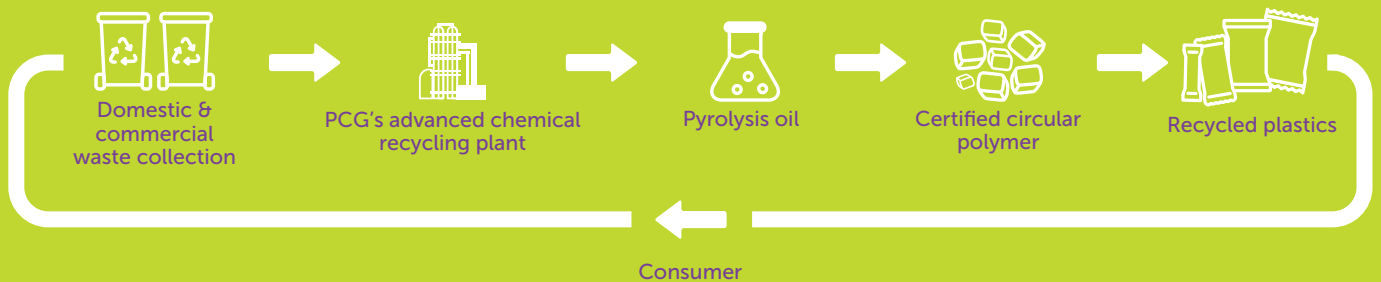 Domestic &
commercial
waste collection
PCG's advanced chemical
recycling plant
Pyrolysis oil
Certified circular
polymer
Recycled plastics
Consumer